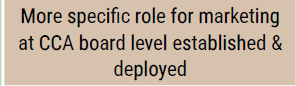 More specific role for marketing
at CCA board level established &
deployed